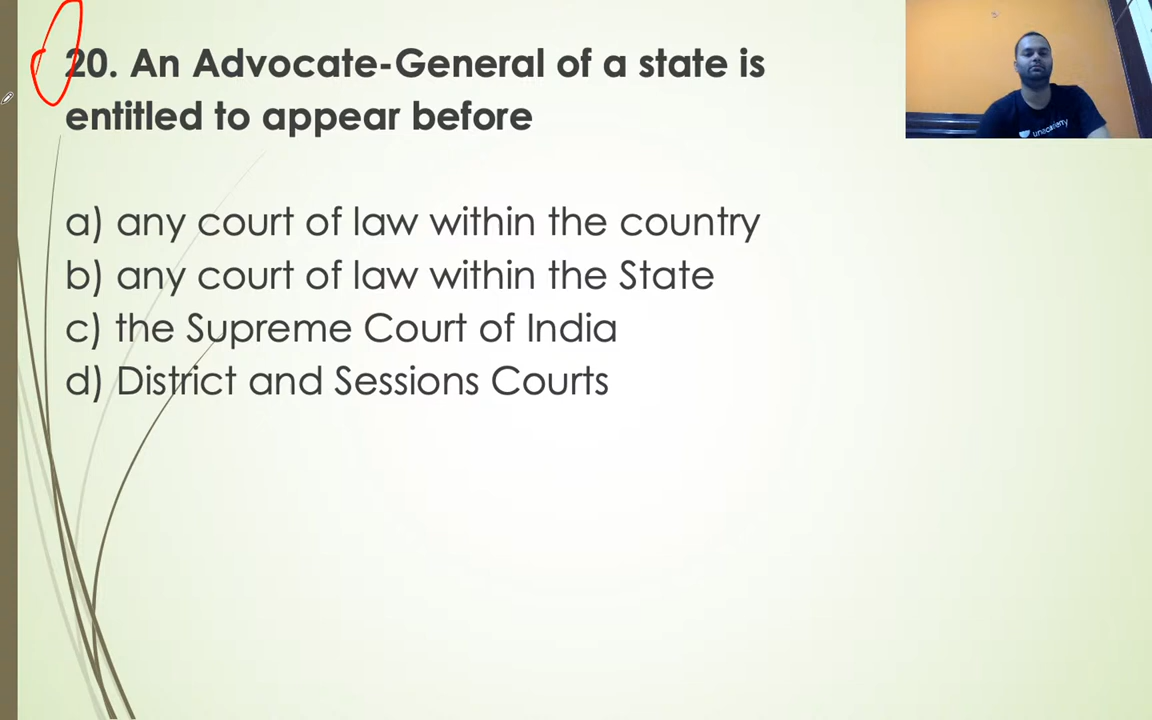 20. An Advocate-General of a state is
entitled to appear before
a) any court of law within the country
b) any court of law within the State
c) the Supreme Court of India
d) District and Sessions Courts
unacademy